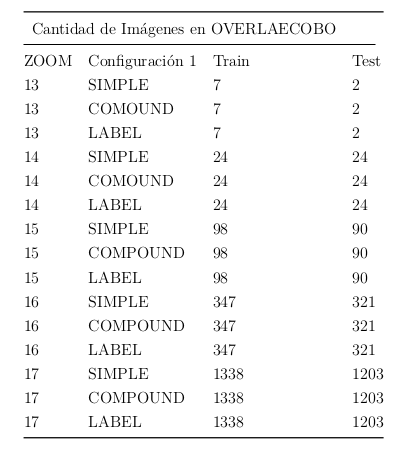 Cantidad de Imágenes en OVERLAECOBO
ZOOM Configuración 1 Train Test
13 SIMPLE 7 2
13 COMOUND 7 2
13 LABEL 7 2
14 SIMPLE 24 24
14 COMOUND 24 24
14 LABEL 24 24
15 SIMPLE 98 90
15 COMPOUND 98 90
15 LABEL 98 90
16 SIMPLE 347 321
16 COMPOUND 347 321
16 LABEL 347 321
17 SIMPLE 1338 1203
17 COMPOUND 1338 1203
17 LABEL 1338 1203